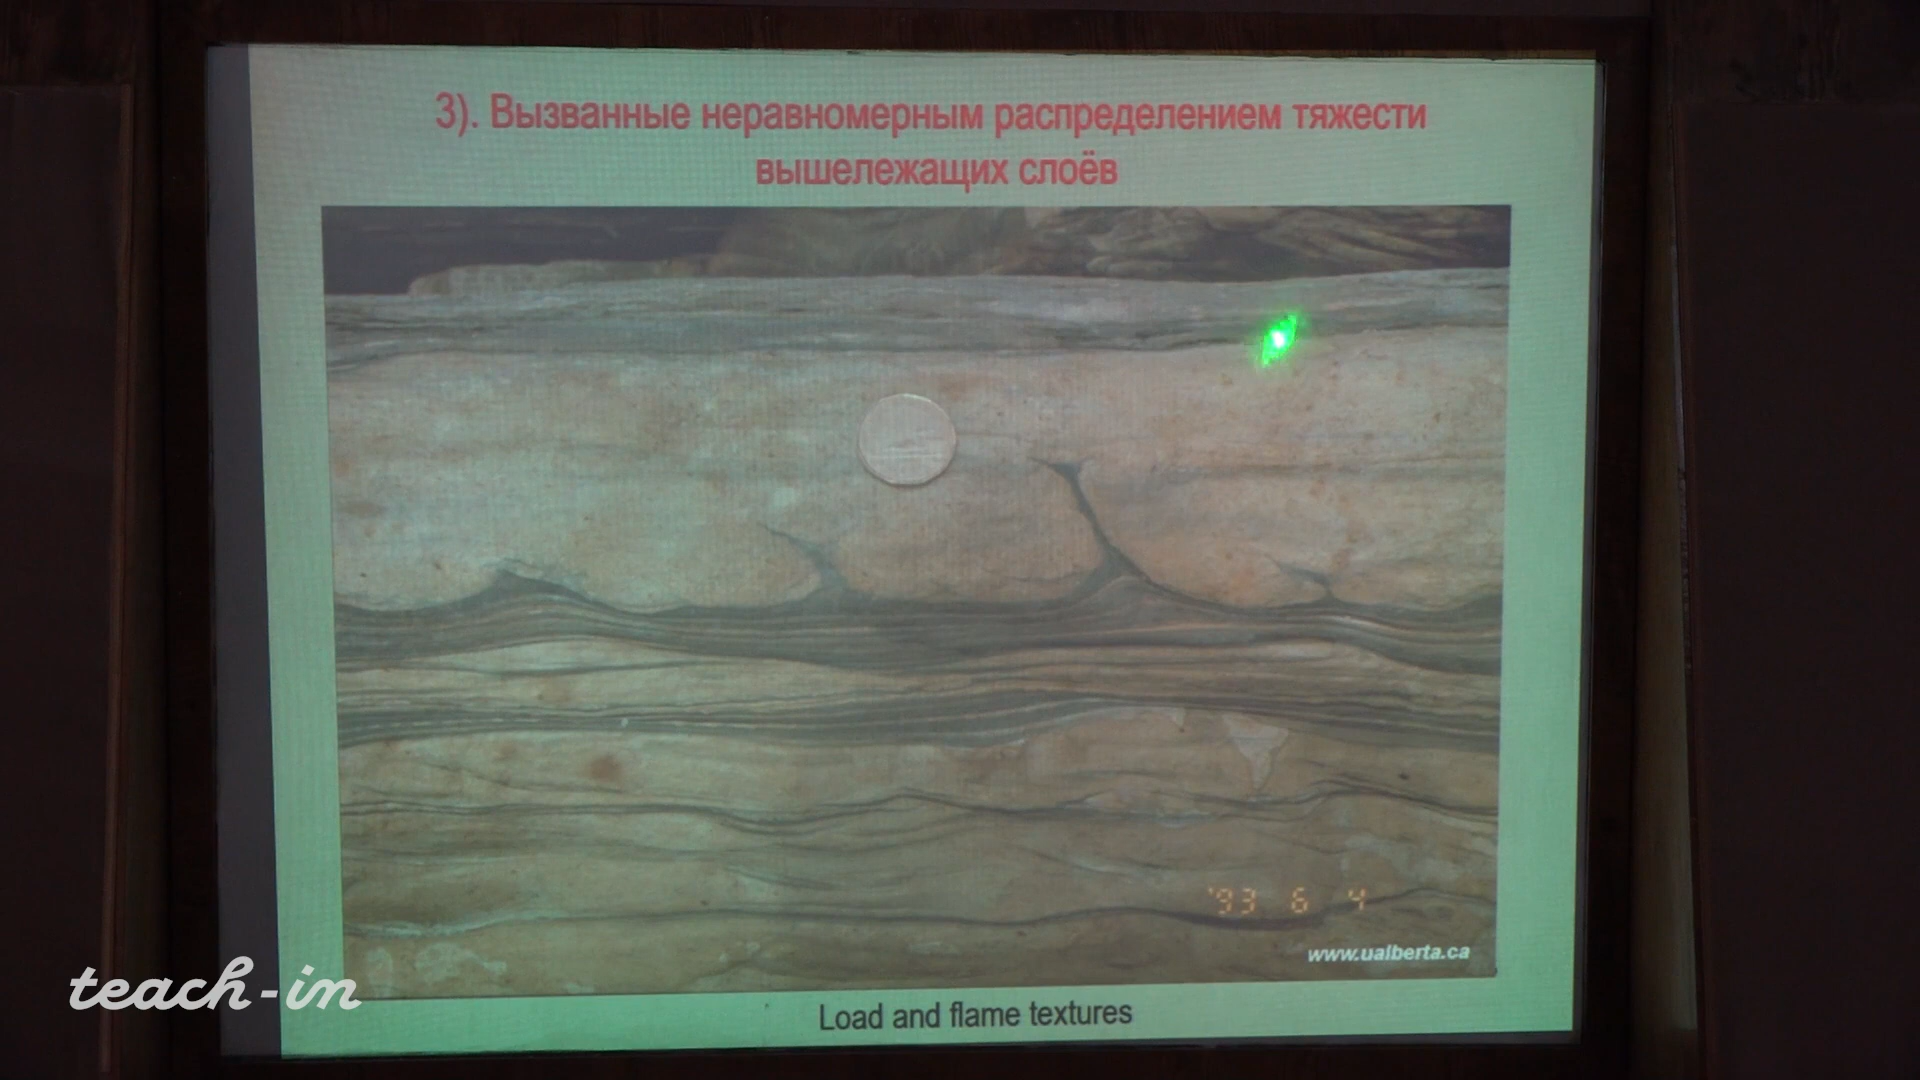 3). Вызванные неравномерным распределением тяжести
вышележащих слоёв
'93 6 4
www.ualberta.ca
teach-in
Load and flame textures